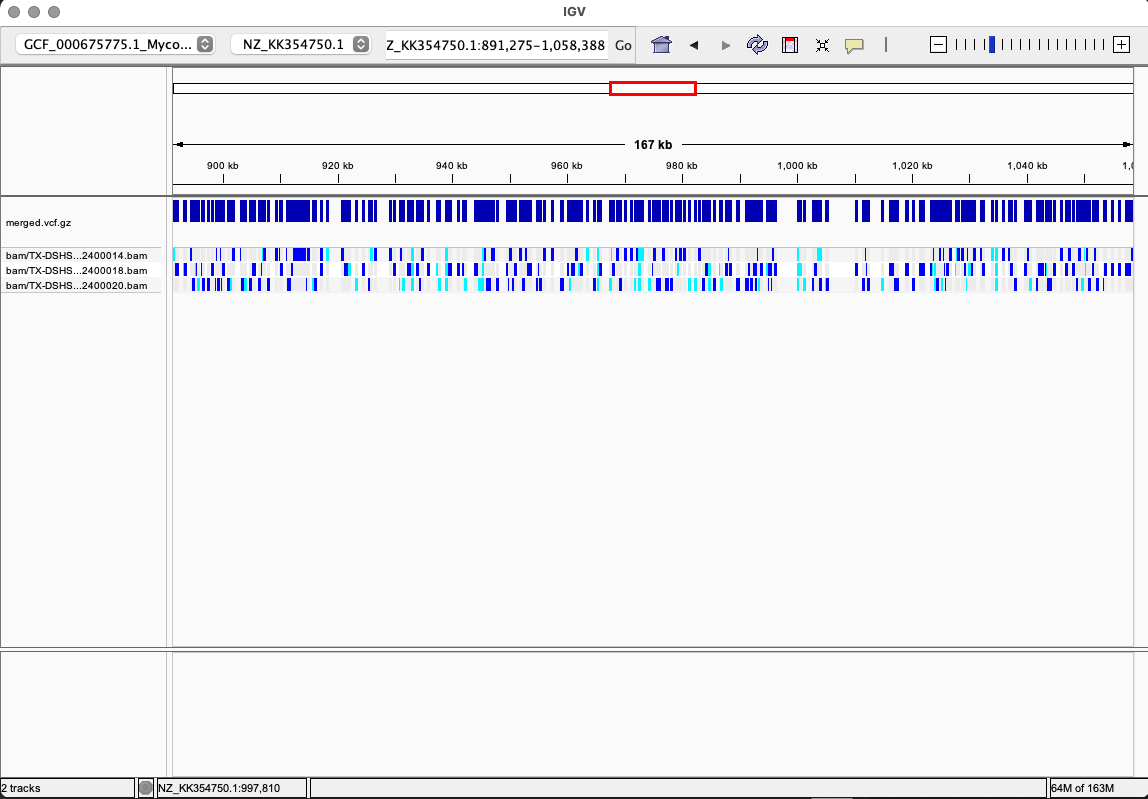 IGV
GCF_000675775.1_Myco... NZ_KK354750.1 Z_KK354750.1:891,275-1,058,388 Go
167 kb
900 kb 920 kb 940 kb 960 kb 980 kb 1,000 kb 1,020 kb 1,040 kb 1,0
merged.vcf.gz
bam/TX-DSHS...2400014.bam
bam/TX-DSHS...2400018.bam
bam/TX-DSHS...2400020.bam
2 tracks NZ_KK354750.1:997,810 64M of 163M